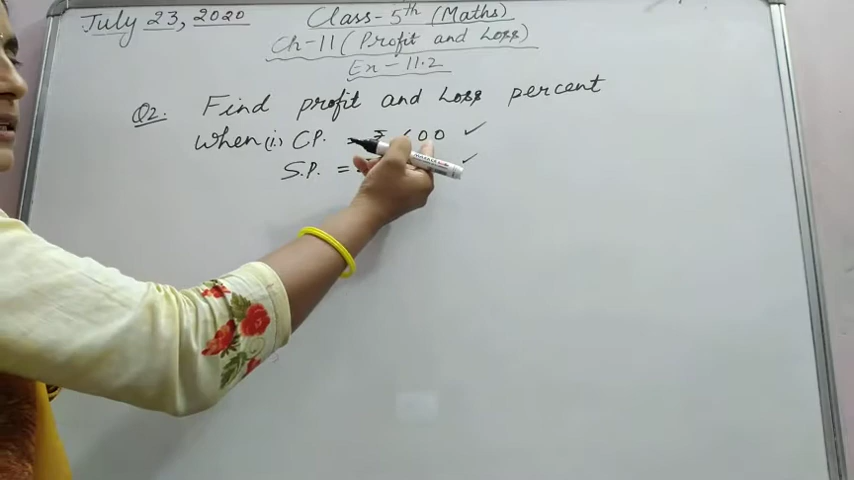 July 23, 2020
Class-5th (Maths)
Ch-11 (Profit and Loss)
Ex-11.2
Q2. Find profit and Loss percent
When (i) C.P. = ₹ 00 ✓
S.P. = ✓